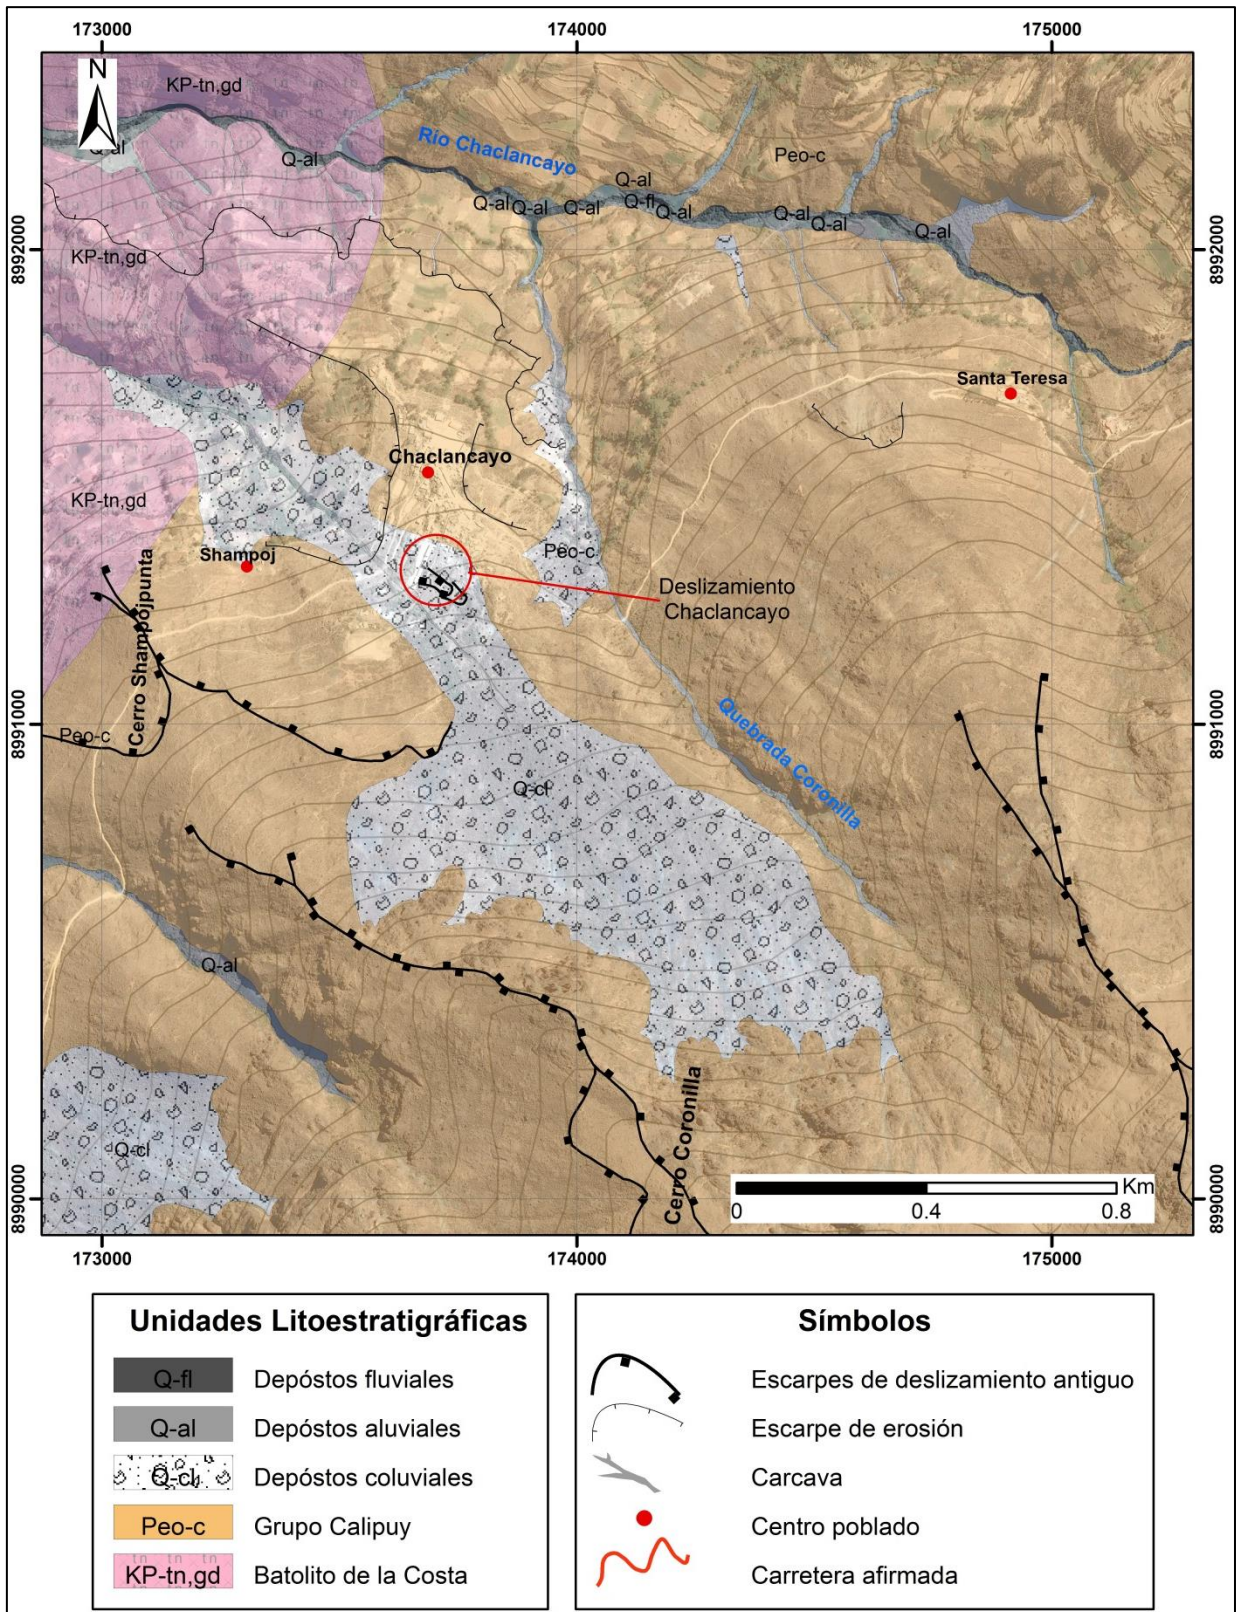 173000
174000
175000
N
KP-tn,gd
Q-al
Q-al
Río Chaclancayo
Peo-c
Q-al
Q-fl
Q-al
Q-al
Q-al
Q-al
Q-al
Q-al
Q-al
8992000
8992000
KP-tn,gd
Santa Teresa
Chaclancayo
KP-tn,gd
Shampoj
Peo-c
Deslizamiento
Chaclancayo
Cerro Shampojpunta
Peo-c
8991000
8991000
Quebrada Coronilla
Q-cl
Q-al
Q-cl
Cerro Coronilla
8990000
8990000
Km
0
0.4
0.8
173000
174000
175000
Unidades Litoestratigráficas
Q-fl
Depóstos fluviales
Q-al
Depóstos aluviales
Q-cl
Depóstos coluviales
Peo-c
Grupo Calipuy
tn tn tn
KP-tn,gd
Batolito de la Costa
Símbolos
Escarpes de deslizamiento antiguo
Escarpe de erosión
Carcava
Centro poblado
Carretera afirmada